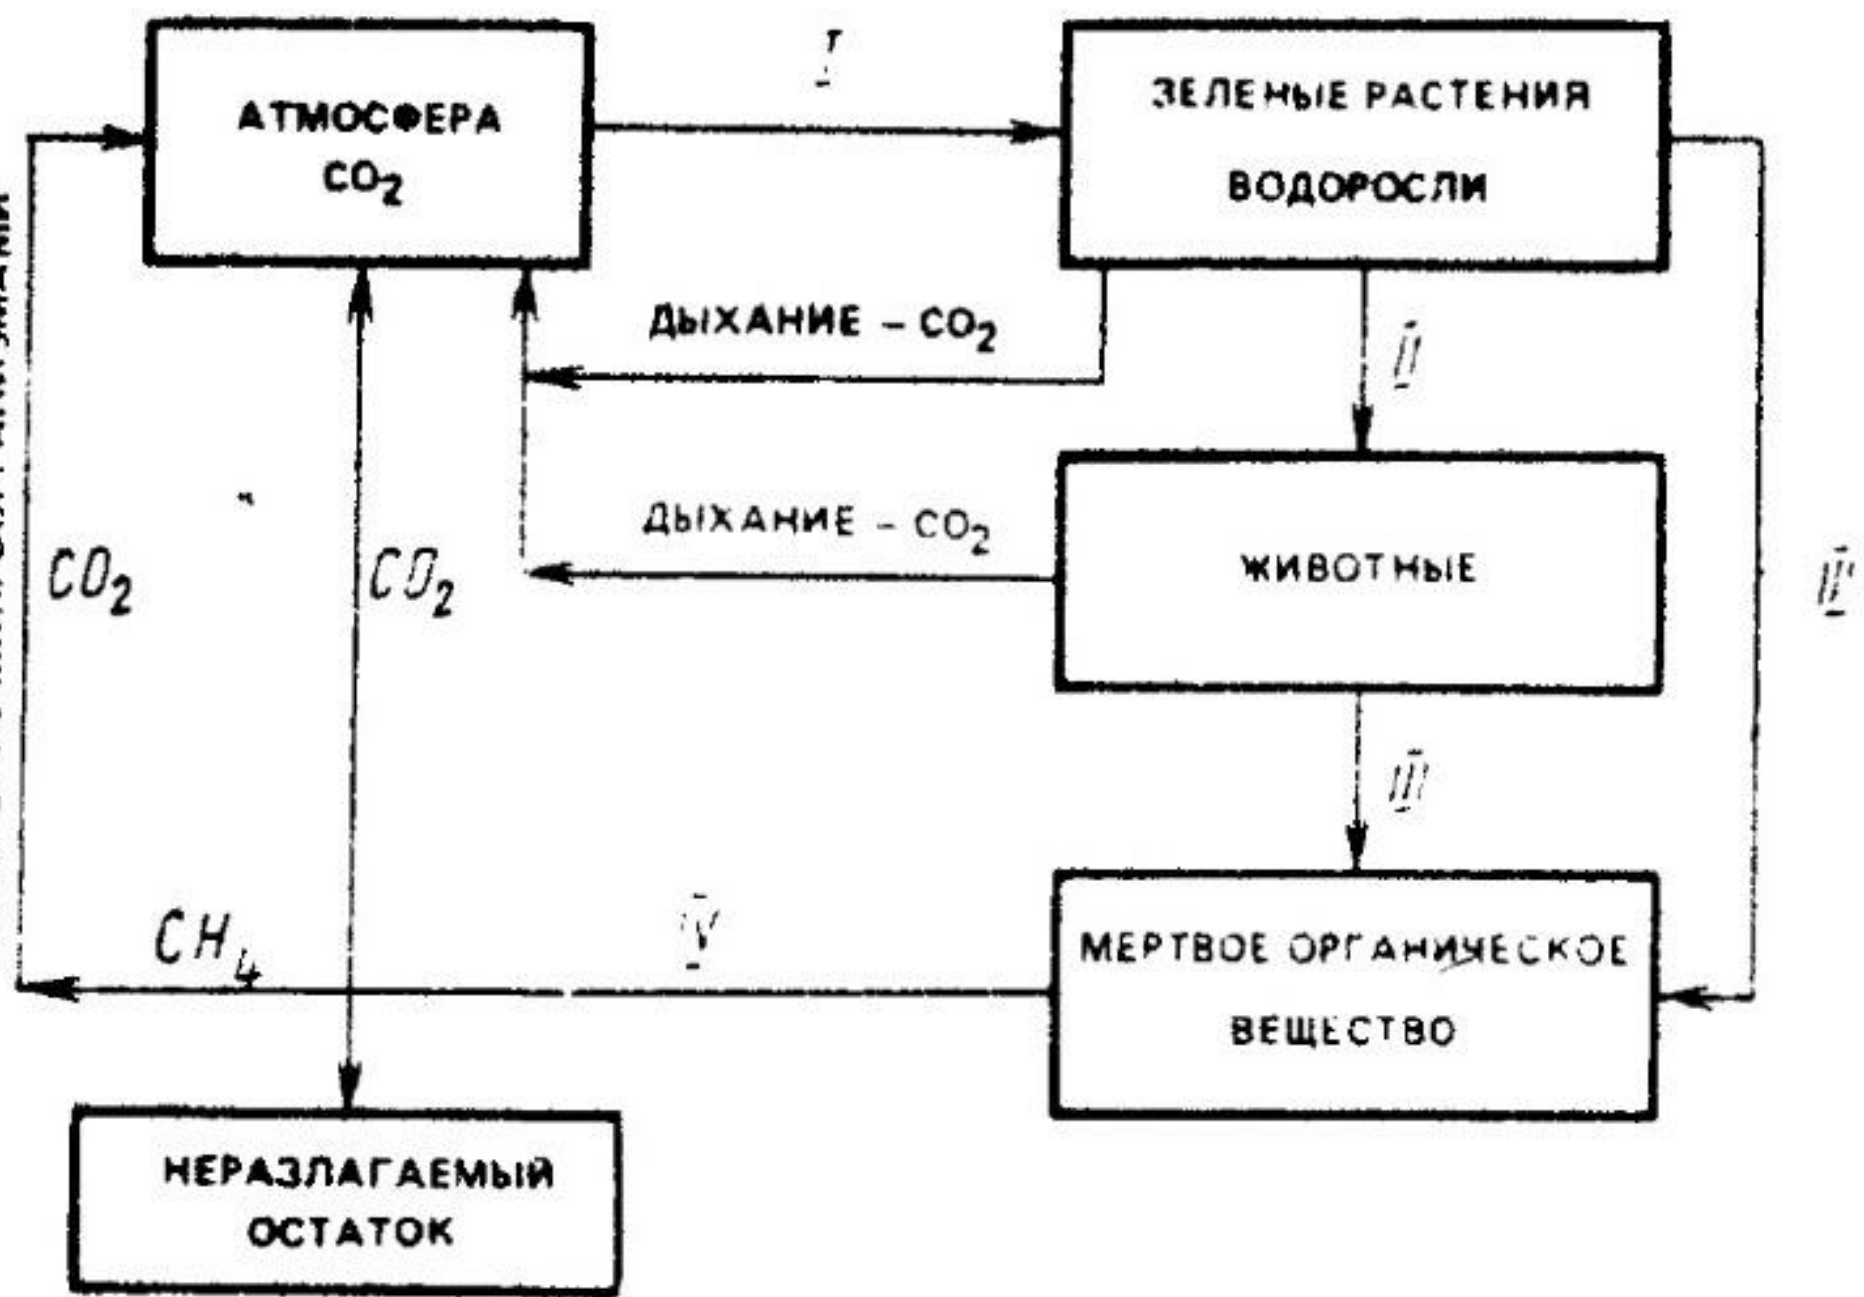 АТМОСФЕРА
CO₂
I
ЗЕЛЕНЫЕ РАСТЕНИЯ
ВОДОРОСЛИ
ДЫХАНИЕ – CO₂
II
ДЫХАНИЕ – CO₂
ЖИВОТНЫЕ
CO₂
CO₂
III
III
CH₄
IV
МЕРТВОЕ ОРГАНИЧЕСКОЕ
ВЕЩЕСТВО
НЕРАЗЛАГАЕМЫЙ
ОСТАТОК